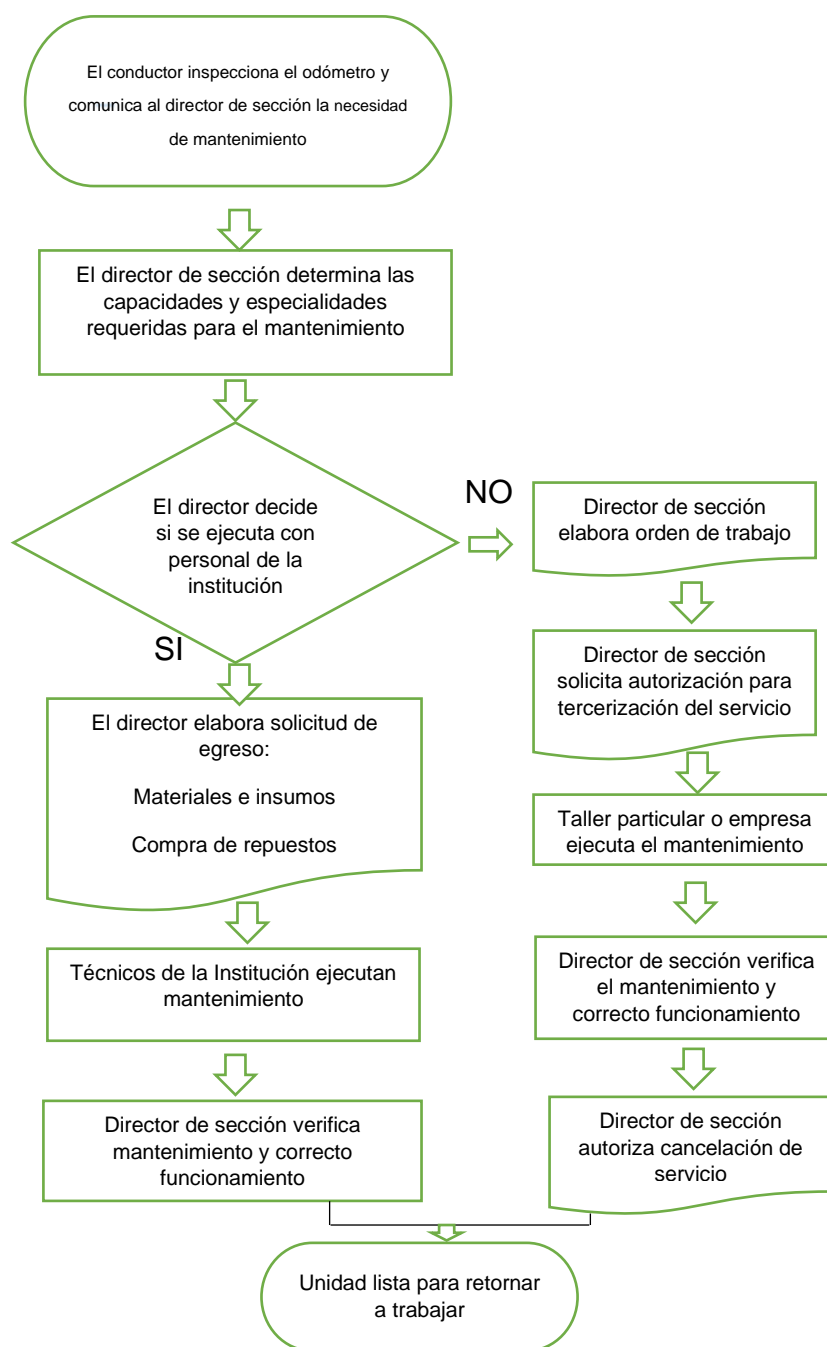 El conductor inspecciona el odómetro y
comunica al director de sección la necesidad
de mantenimiento
El director de sección determina las
capacidades y especialidades
requeridas para el mantenimiento
El director decide
si se ejecuta con
personal de la
institución
NO
SI
Director de sección
elabora orden de trabajo
Director de sección
solicita autorización para
tercerización del servicio
El director elabora solicitud de
egreso:
Materiales e insumos
Compra de repuestos
Taller particular o empresa
ejecuta el mantenimiento
Técnicos de la Institución ejecutan
mantenimiento
Director de sección verifica
el mantenimiento y
correcto funcionamiento
Director de sección verifica
mantenimiento y correcto
funcionamiento
Director de sección
autoriza cancelación de
servicio
Unidad lista para retornar
a trabajar